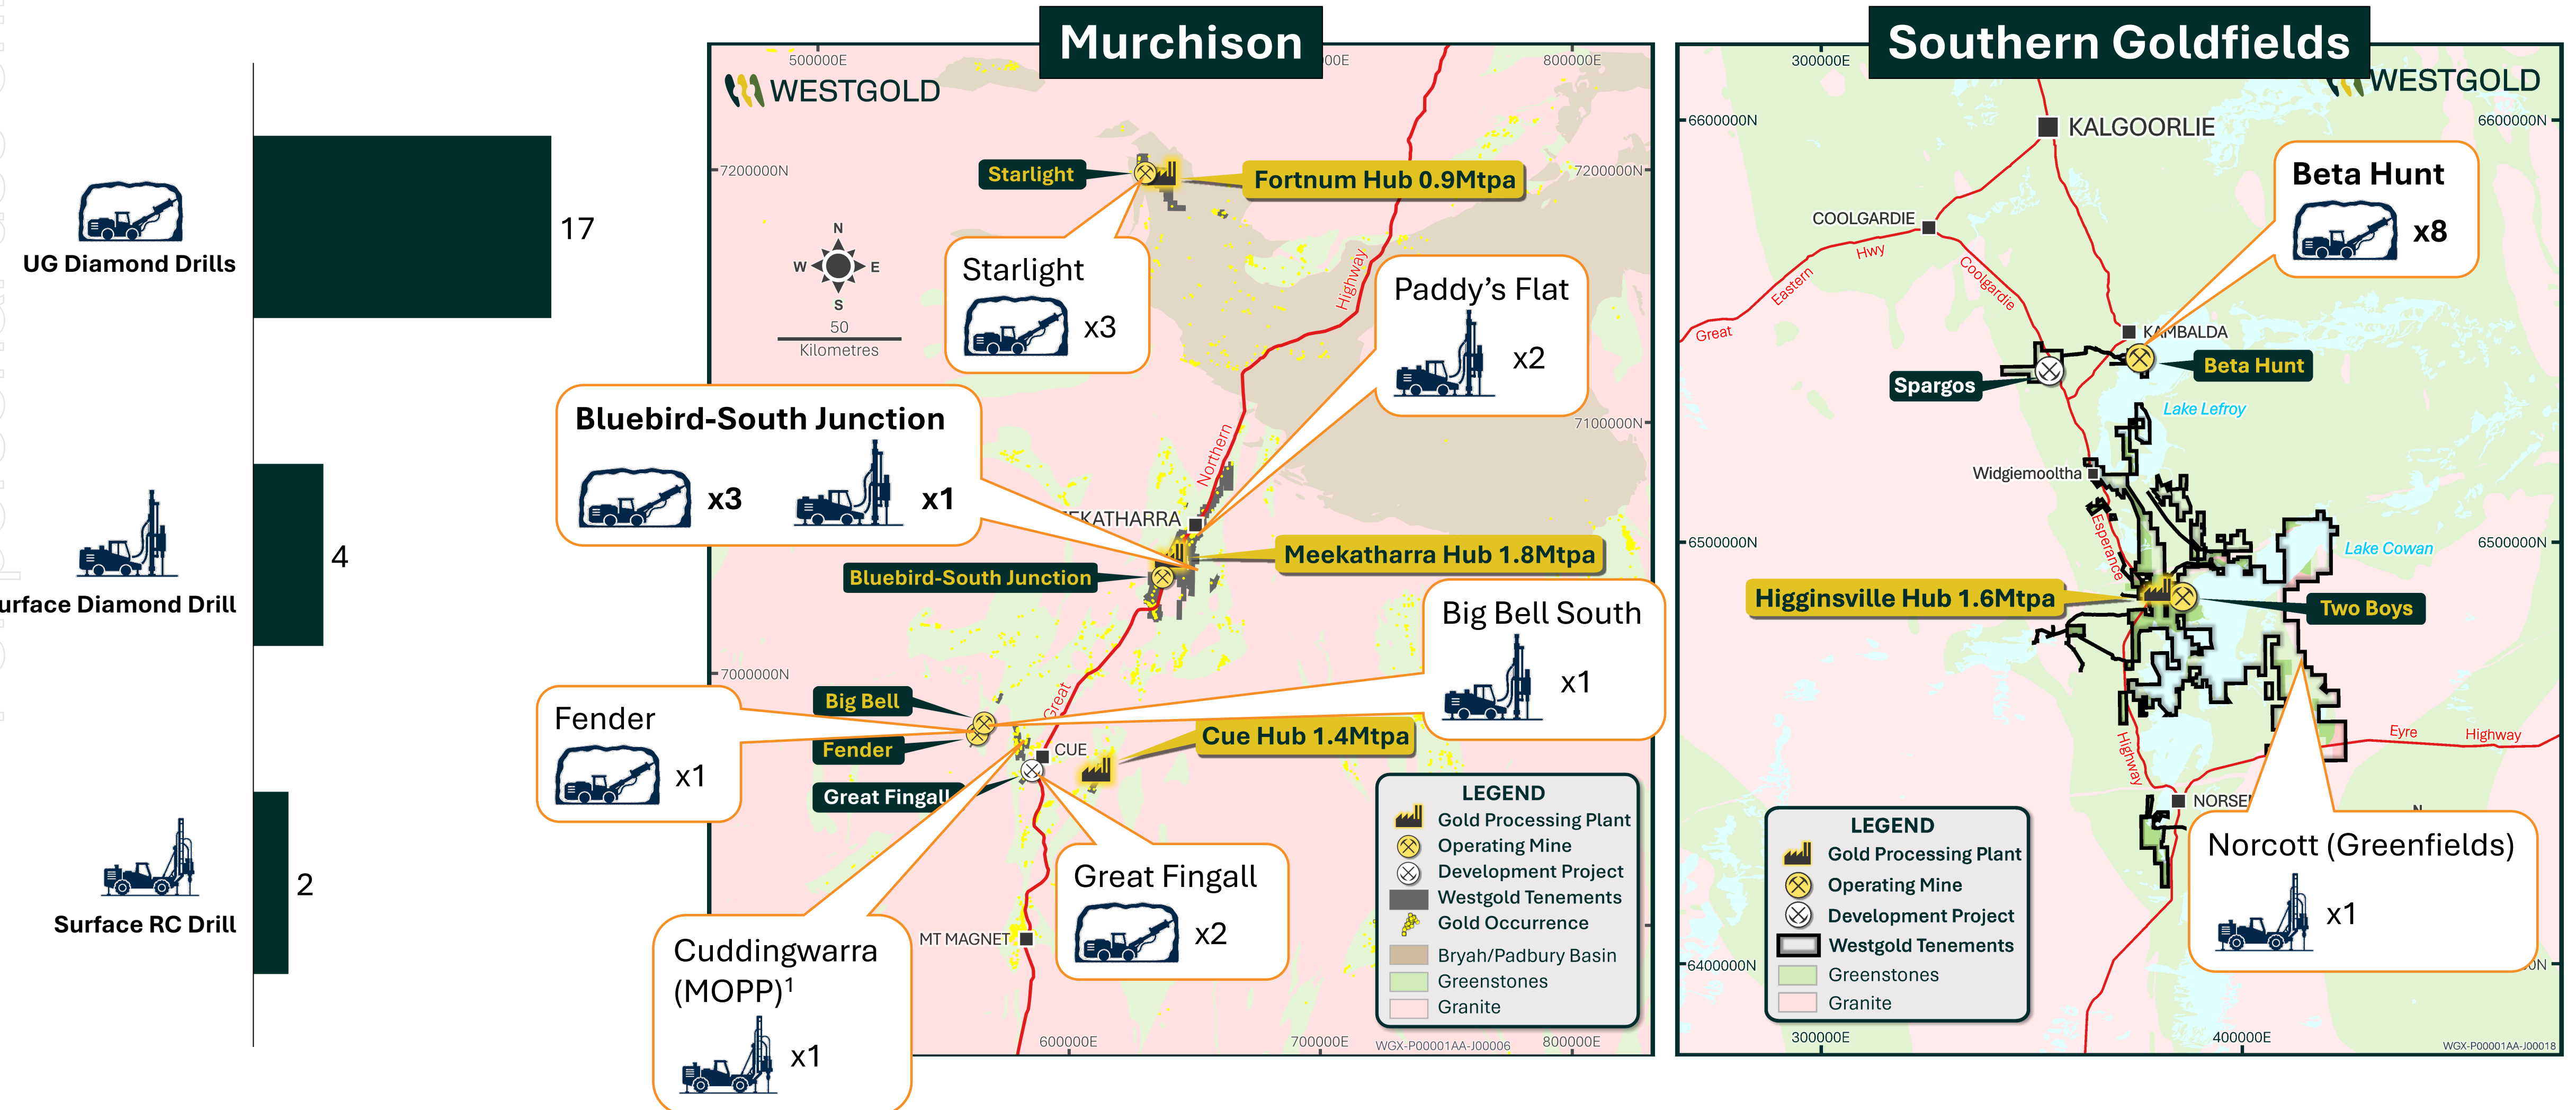 UG Diamond Drills
17
urface Diamond Drill
4
Surface RC Drill
2
Murchison
500000E
00E
800000E
WESTGOLD
7200000N
7200000N
Starlight
Fortnum Hub 0.9Mtpa
N
W
E
S
50
Kilometres
Starlight
x3
Highway
Paddy's Flat
x2
7100000N
Bluebird-South Junction
x3
x1
Northern
EKATHARRA
Meekatharra Hub 1.8Mtpa
Bluebird-South Junction
Big Bell South
x1
7000000N
Great
Big Bell
Fender
x1
Fender
CUE
Cue Hub 1.4Mtpa
Great Fingall
Great Fingall
x2
MT MAGNET
Cuddingwarra
(MOPP)¹
x1
LEGEND
Gold Processing Plant
Operating Mine
Development Project
Westgold Tenements
Gold Occurrence
Bryah/Padbury Basin
Greenstones
Granite
600000E
700000E
WGX-P00001AA-J00006
800000E
Southern Goldfields
300000E
WESTGOLD
6600000N
6600000N
KALGOORLIE
Beta Hunt
x8
COOLGARDIE
Great
Eastern
Hwy
Coolgardie
KAMBALDA
Beta Hunt
Spargos
Lake Lefroy
Widgiemooltha
Esperance
6500000N
6500000N
Lake Cowan
Higginsville Hub 1.6Mtpa
Two Boys
Highway
Eyre
Highway
NORSE
N
Norcott (Greenfields)
x1
LEGEND
Gold Processing Plant
Operating Mine
Development Project
Westgold Tenements
Greenstones
Granite
6400000N
0N
300000E
400000E
WGX-P00001AA-J00018